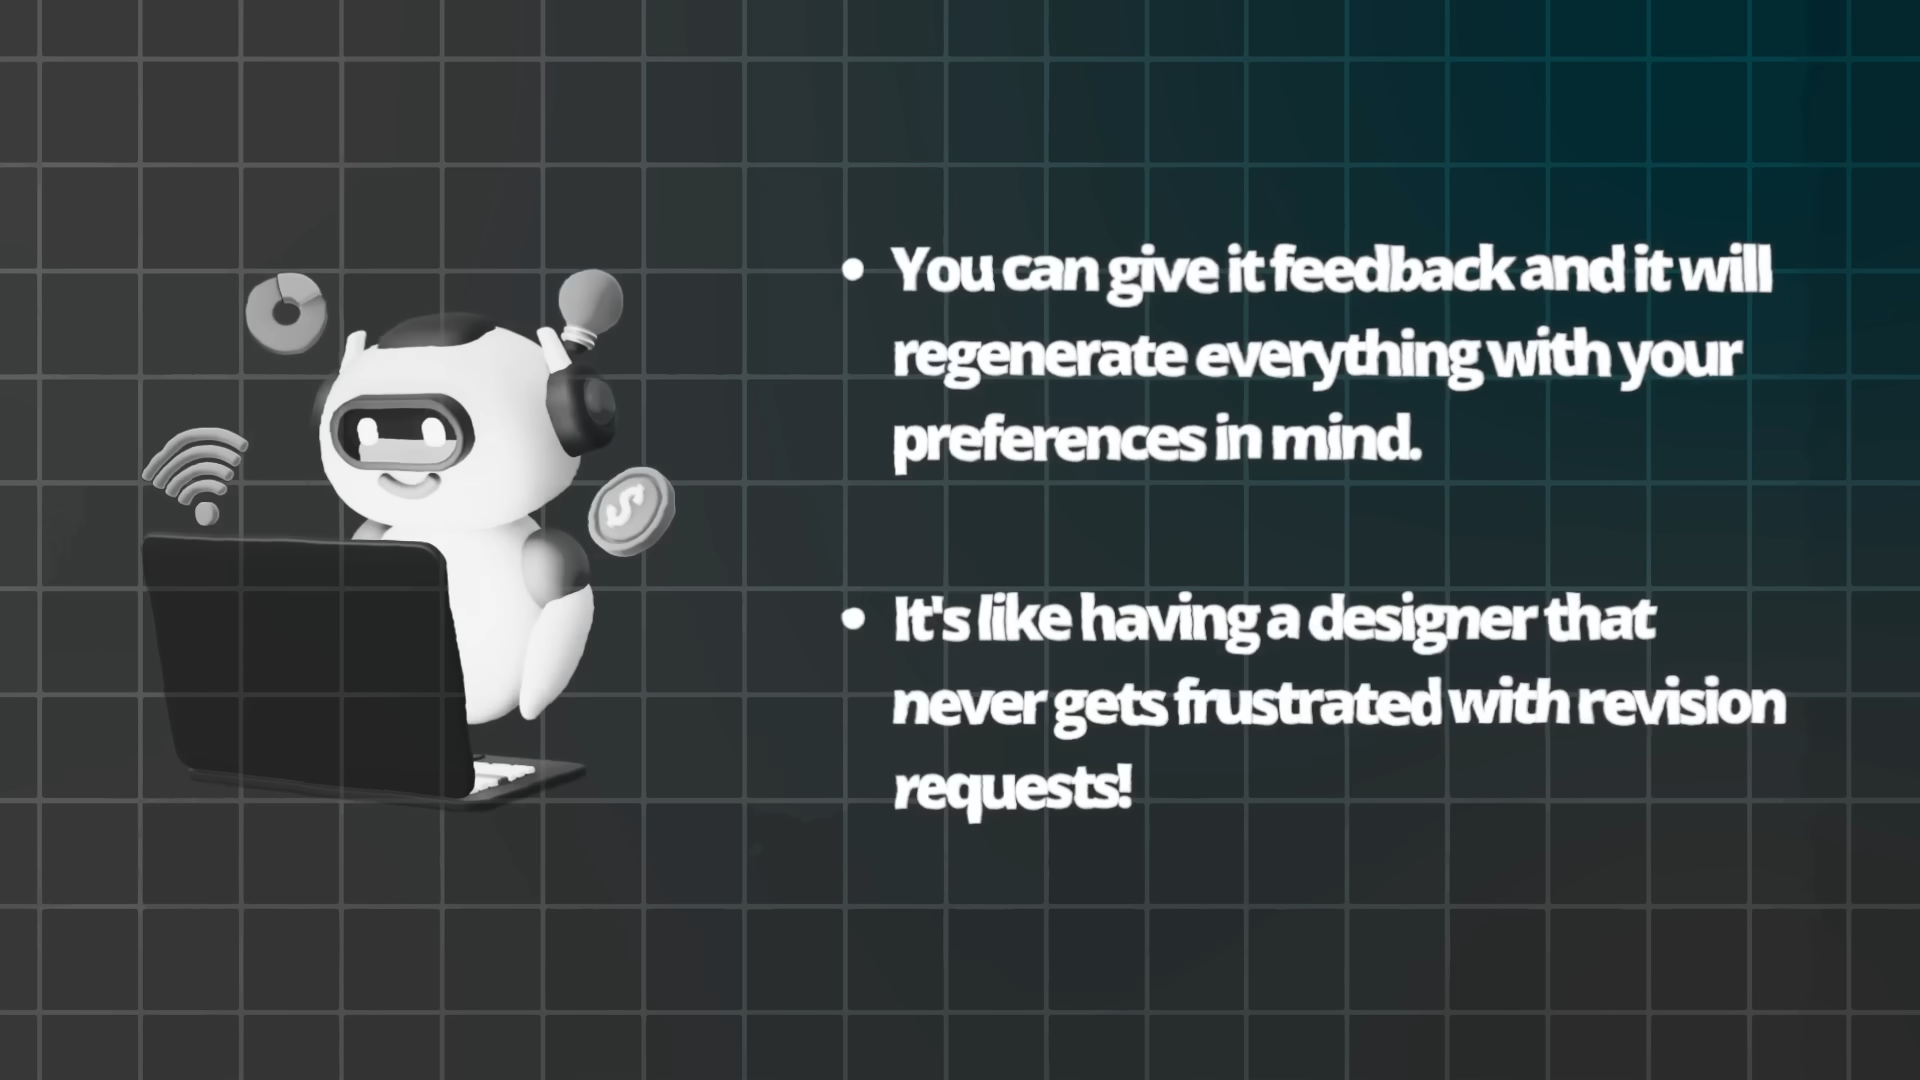 • You can give it feedback and it will
regenerate everything with your
preferences in mind.
• It's like having a designer that
never gets frustrated with revision
requests!